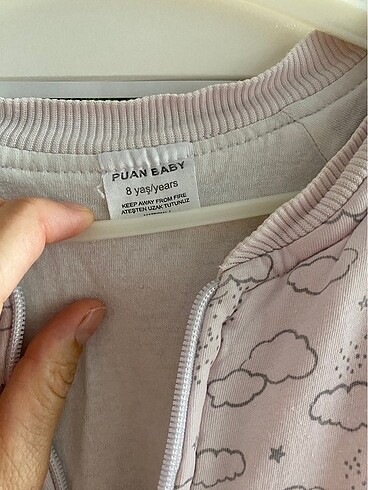 PUAN BABY
8 yaş/years
KEEP AWAY FROM FIRE
ATEŞTEN UZAK TUTUNUZ